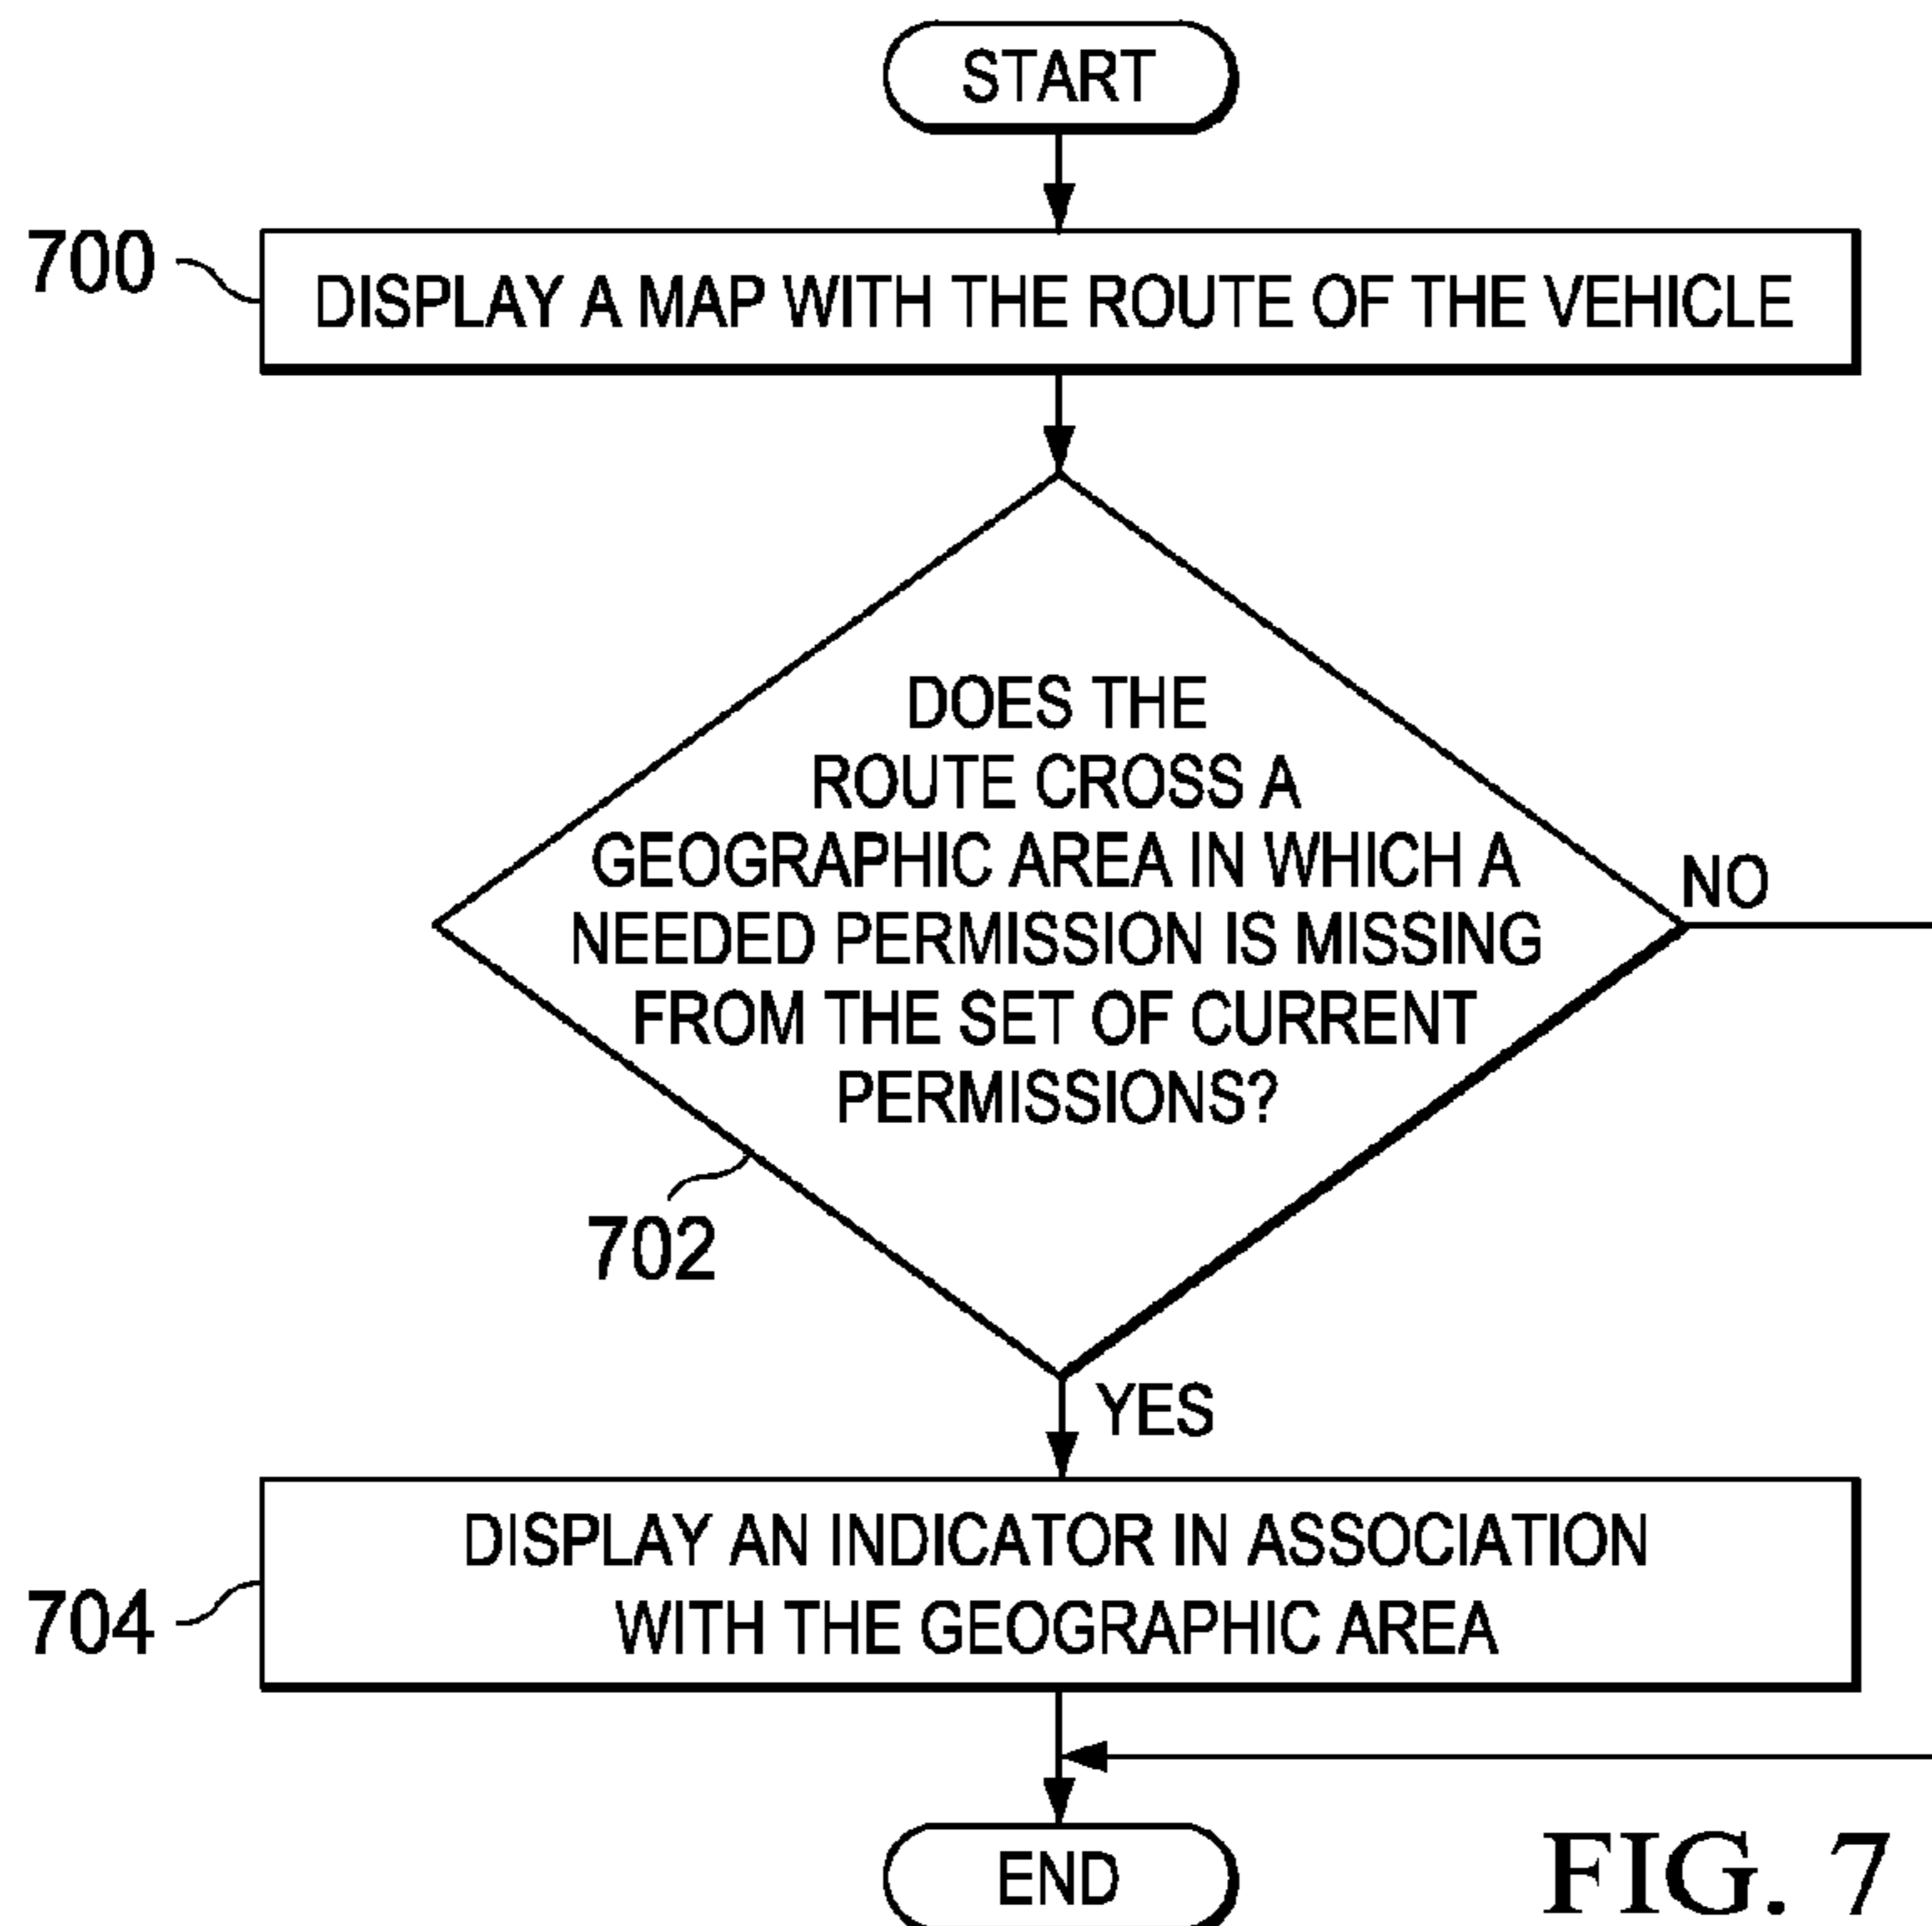 START
700
DISPLAY A MAP WITH THE ROUTE OF THE VEHICLE
DOES THE
ROUTE CROSS A
GEOGRAPHIC AREA IN WHICH A
NEEDED PERMISSION IS MISSING
FROM THE SET OF CURRENT
PERMISSIONS?
NO
702
YES
704
DISPLAY AN INDICATOR IN ASSOCIATION
WITH THE GEOGRAPHIC AREA
END
FIG. 7